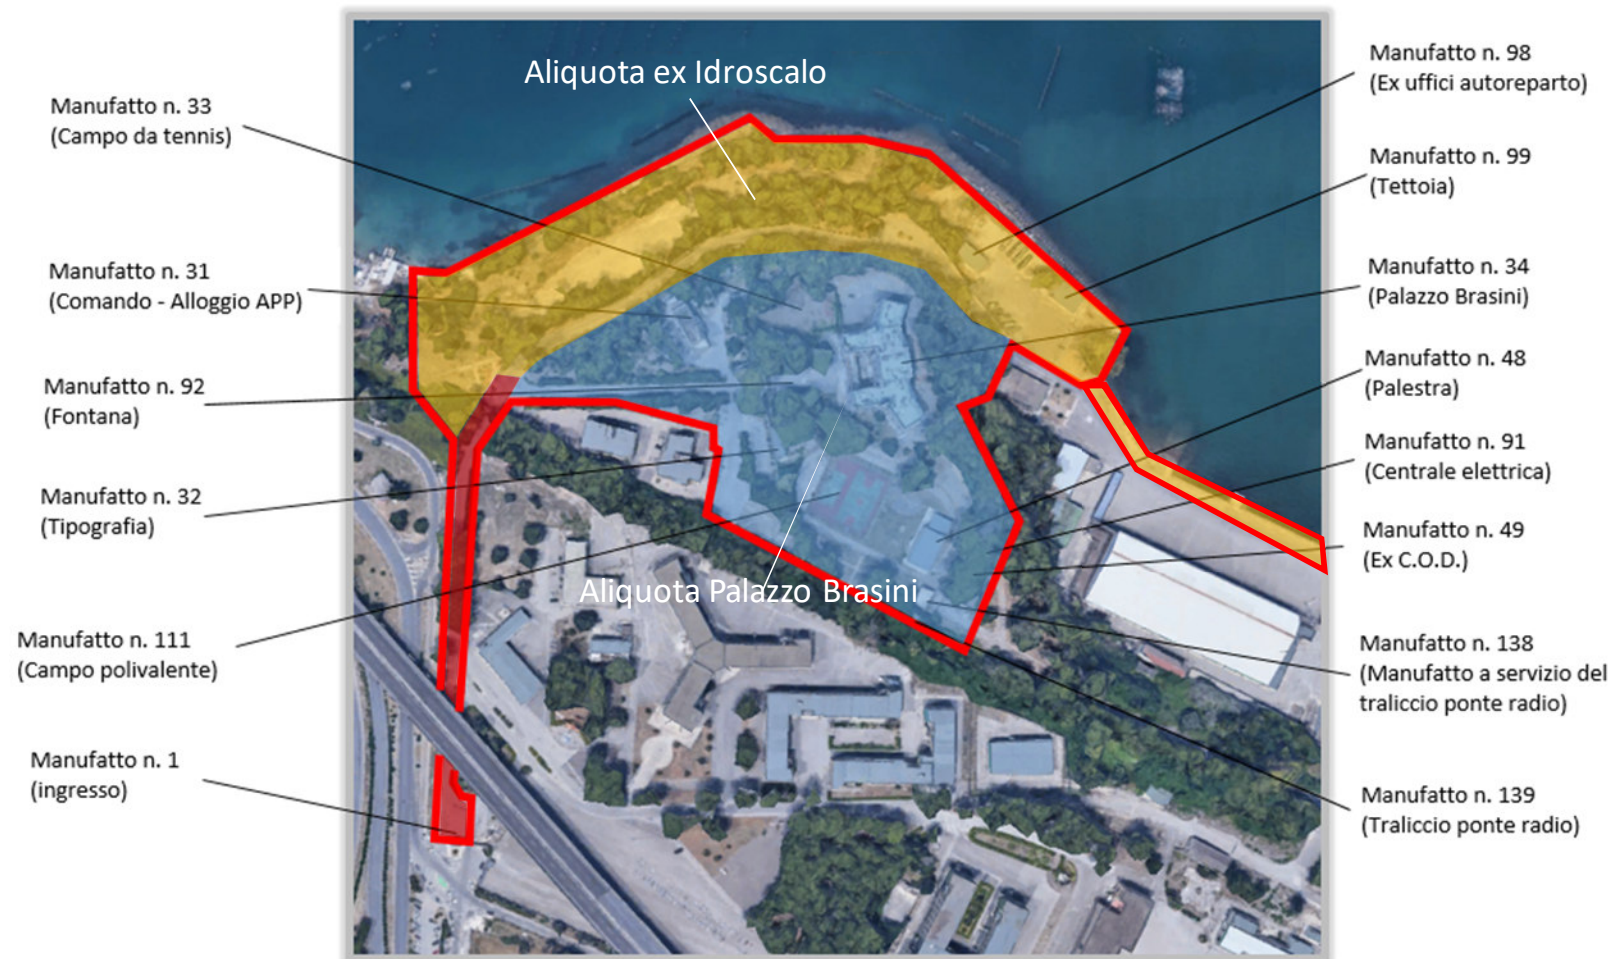 Aliquota ex Idroscalo
Manufatto n. 33
(Campo da tennis)
Manufatto n. 31
(Comando - Alloggio APP)
Manufatto n. 92
(Fontana)
Manufatto n. 32
(Tipografia)
Manufatto n. 111
(Campo polivalente)
Manufatto n. 1
(ingresso)
Aliquota Palazzo Brasini
Manufatto n. 98
(Ex uffici autoreparto)
Manufatto n. 99
(Tettoia)
Manufatto n. 34
(Palazzo Brasini)
Manufatto n. 48
(Palestra)
Manufatto n. 91
(Centrale elettrica)
Manufatto n. 49
(Ex C.O.D.)
Manufatto n. 138
(Manufatto a servizio del
traliccio ponte radio)
Manufatto n. 139
(Traliccio ponte radio)